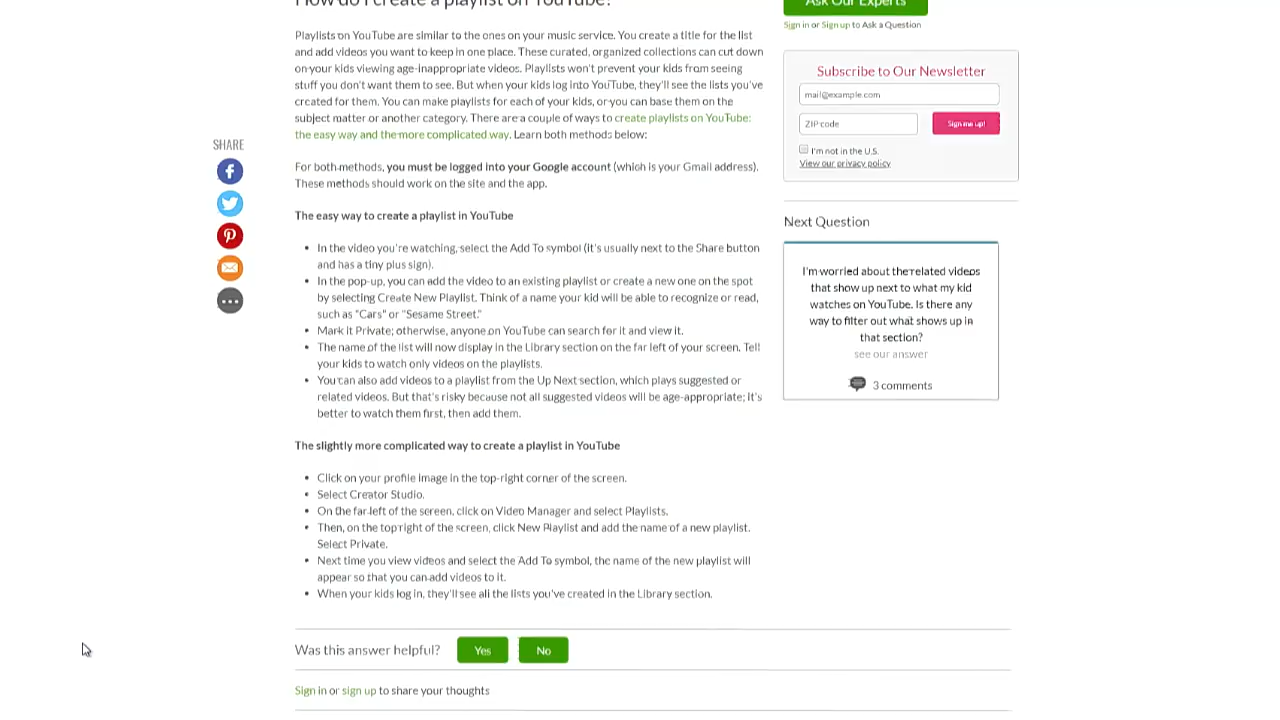 How do I create a playlist on YouTube?
Playlists on YouTube are similar to the ones on your music service. You create a title for the list
and add videos you want to keep in one place. These curated, organized collections can cut down
on your kids viewing age-inappropriate videos. Playlists won't prevent your kids from seeing
stuff you don't want them to see. But when your kids log into YouTube, they'll see the lists you've
created for them. You can make playlists for each of your kids, or you can base them on the
subject matter or another category. There are a couple of ways to create playlists on YouTube:
the easy way and the more complicated way. Learn both methods below:
For both methods, you must be logged into your Google account (which is your Gmail address).
These methods should work on the site and the app.
The easy way to create a playlist in YouTube
• In the video you're watching, select the Add To symbol (it's usually next to the Share button
and has a tiny plus sign).
• In the pop-up, you can add the video to an existing playlist or create a new one on the spot
by selecting Create New Playlist. Think of a name your kid will be able to recognize or read,
such as "Cars" or "Sesame Street."
• Mark it Private; otherwise, anyone on YouTube can search for it and view it.
• The name of the list will now display in the Library section on the far left of your screen. Tell
your kids to watch only videos on the playlists.
• You can also add videos to a playlist from the Up Next section, which plays suggested or
related videos. But that's risky because not all suggested videos will be age-appropriate; it's
better to watch them first, then add them.
The slightly more complicated way to create a playlist in YouTube
• Click on your profile image in the top-right corner of the screen.
• Select Creator Studio.
• On the far left of the screen, click on Video Manager and select Playlists.
• Then, on the top right of the screen, click New Playlist and add the name of a new playlist.
Select Private.
• Next time you view videos and select the Add To symbol, the name of the new playlist will
appear so that you can add videos to it.
• When your kids log in, they'll see all the lists you've created in the Library section.
Was this answer helpful? Yes No
Sign in or sign up to share your thoughts
SHARE
Ask Our Experts
Sign in or Sign up to Ask a Question
Subscribe to Our Newsletter
mail@example.com
ZIP code Sign me up!
I'm not in the U.S.
View our privacy policy
Next Question
I'm worried about the related videos
that show up next to what my kid
watches on YouTube. Is there any
way to filter out what shows up in
that section?
see our answer
3 comments